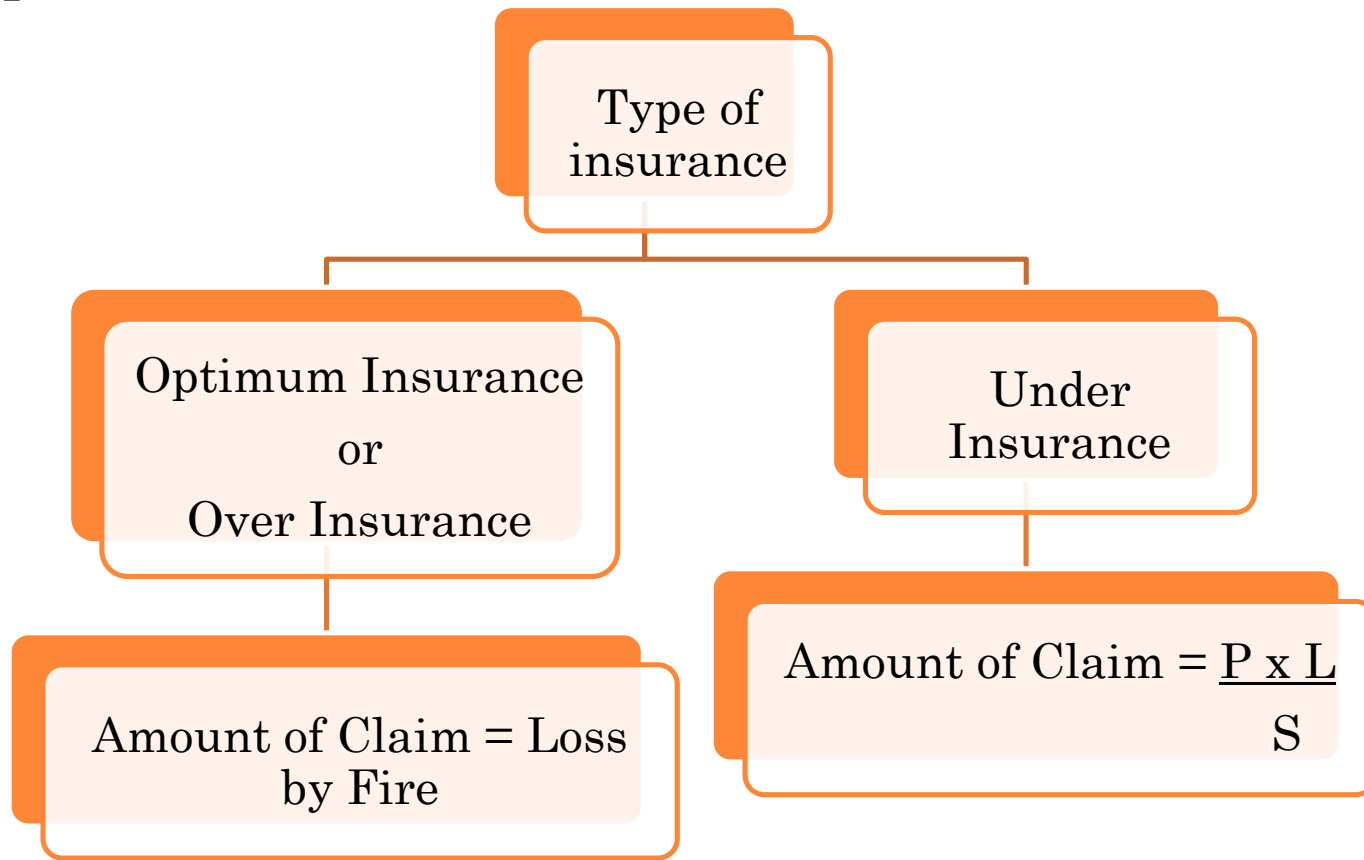 Type of
insurance
Optimum Insurance
or
Over Insurance
Under
Insurance
Amount of Claim = Loss
by Fire
Amount of Claim = P x L
S